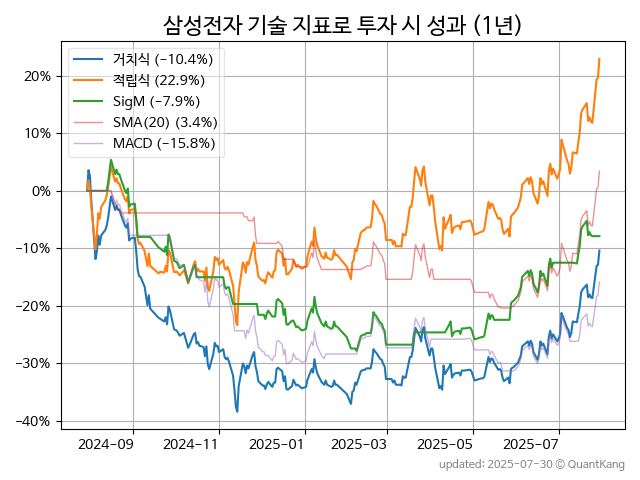 삼성전자 기술 지표로 투자 시 성과 (1년)
거치식 (−10.4%)
적립식 (22.9%)
SigM (−7.9%)
SMA(20) (3.4%)
MACD (−15.8%)
20%
10%
0%
−10%
−20%
−30%
−40%
2024-09 2024-11 2025-01 2025-03 2025-05 2025-07
updated: 2025-07-30 © QuantKang